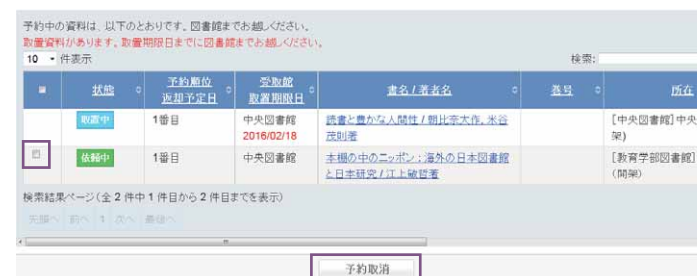 予約中の資料は、以下のとおりです。図書館までお越しください。
取置資料があります。取置期限日までに図書館までお越しください。
10 件表示 検索:
状態 予約順位 返却予定日 受取館 取置期限日 書名 / 著者名 巻号 所在
取置中 1番目 中央図書館 読書と豊かな人間性 / 朝比奈大作, 米谷 [中央図書館] 中央
2016/02/18 茂則著 架)
依頼中 1番目 中央図書館 本棚の中のニッポン : 海外の日本図書館 [教育学部図書館]
と日本研究 / 江上敏哲著 (開架)
検索結果ページ(全 2 件中 1 件目から 2 件目までを表示)
先頭へ 前へ 1 次へ 最後へ
予約取消